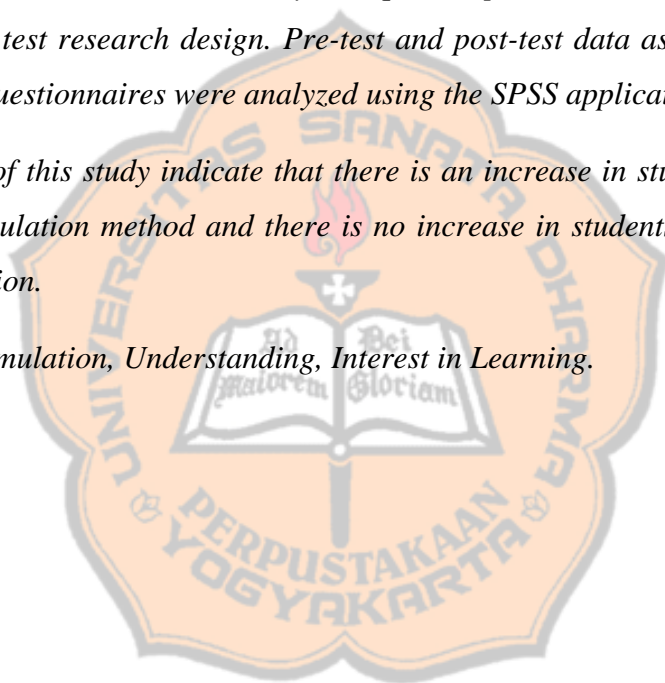 test research design. Pre-test and post-test data as
uestionnaires were analyzed using the SPSS applicat
of this study indicate that there is an increase in stu
ulation method and there is no increase in student
ion.
mulation, Understanding, Interest in Learning.
UNIVERSITAS SANATA DHARMA
Ad
Maiorem
Dei
Gloriam
PERPUSTAKAAN
YOGYAKARTA